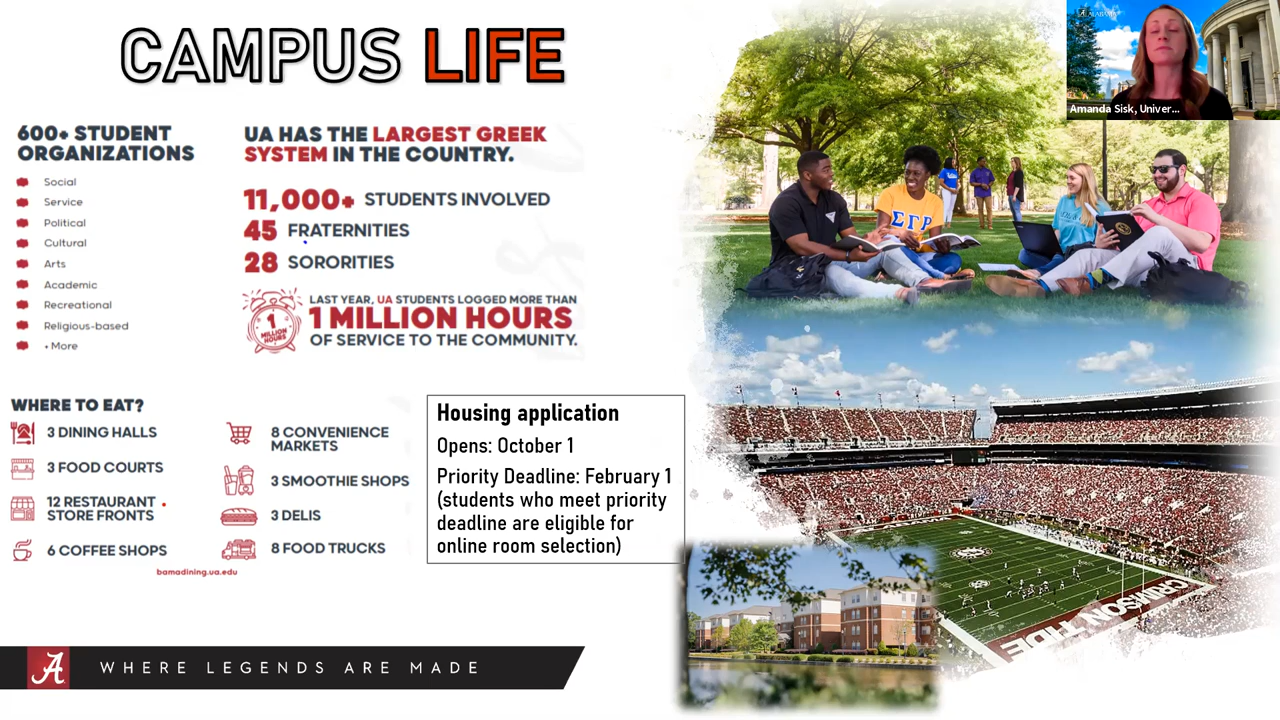 CAMPUS LIFE
600+ STUDENT
ORGANIZATIONS
Social
Service
Political
Cultural
Arts
Academic
Recreational
Religious-based
+ More
UA HAS THE LARGEST GREEK
SYSTEM IN THE COUNTRY.
11,000+ STUDENTS INVOLVED
45 FRATERNITIES
28 SORORITIES
1
MILLION
HOURS
LAST YEAR, UA STUDENTS LOGGED MORE THAN
1 MILLION HOURS
OF SERVICE TO THE COMMUNITY.
WHERE TO EAT?
3 DINING HALLS
3 FOOD COURTS
12 RESTAURANT
STORE FRONTS
6 COFFEE SHOPS
8 CONVENIENCE
MARKETS
3 SMOOTHIE SHOPS
3 DELIS
8 FOOD TRUCKS
bamadining.ua.edu
Housing application
Opens: October 1
Priority Deadline: February 1
(students who meet priority
deadline are eligible for
online room selection)
A WHERE LEGENDS ARE MADE
ALABAMA
Amanda Sisk, Univer...
ΣΓΡ
CRIMSON TIDE